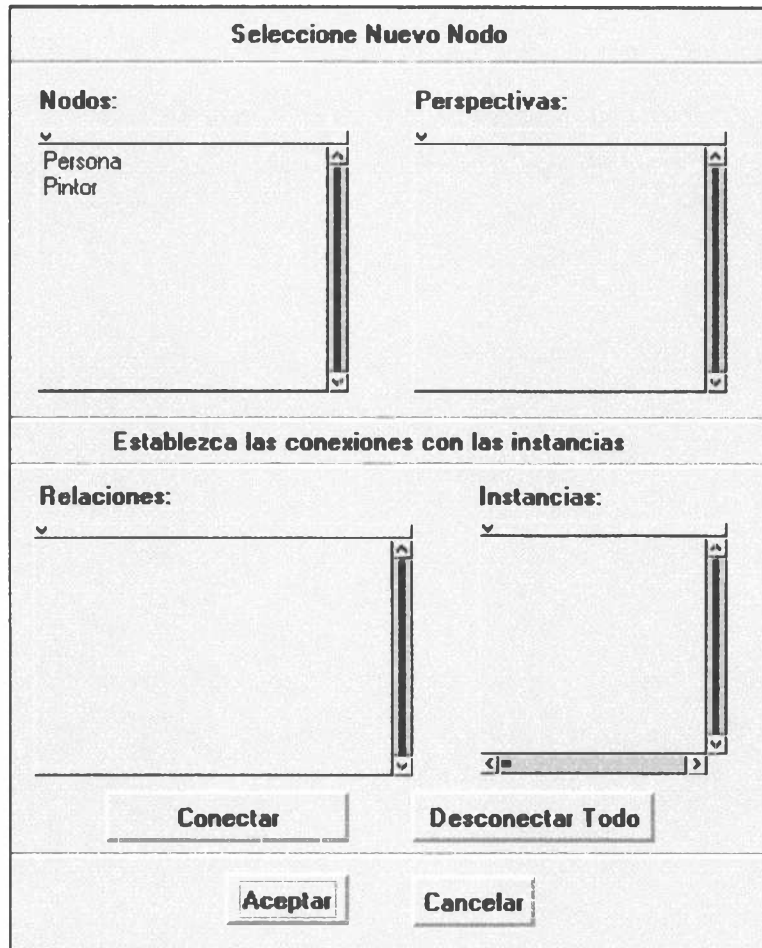 Seleccione Nuevo Nodo
Nodos:
Perspectivas:
Persona
Pintor
Establezca las conexiones con las instancias
Relaciones:
Instancias:
Conectar
Desconectar Todo
Aceptar
Cancelar